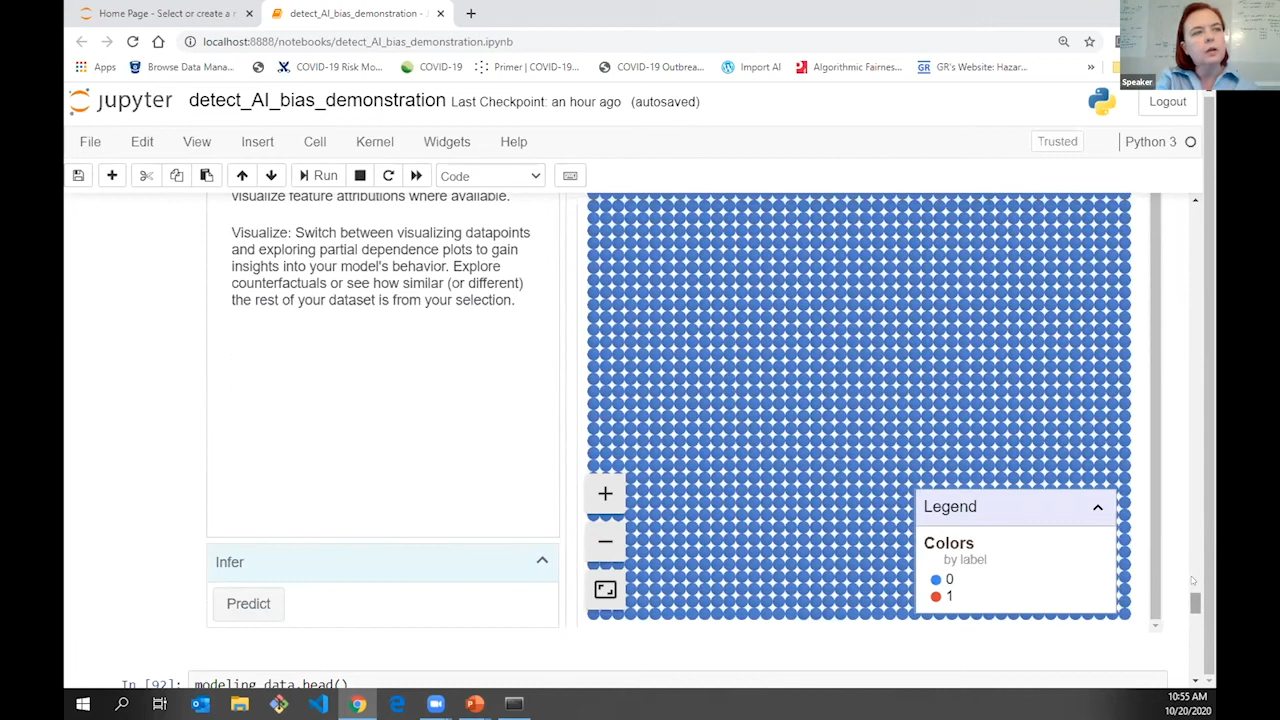 Home Page - Select or create a n
detect_AI_bias_demonstration -
localhost:8888/notebooks/detect_AI_bias_demonstration.ipynb
Apps
Browse Data Mana...
COVID-19 Risk Mo...
COVID-19
Primer | COVID-19...
COVID-19 Outbrea...
Import AI
Algorithmic Fairnes...
GR
GR's Website: Hazar...
»
Speaker
jupyter
detect_AI_bias_demonstration
Last Checkpoint: an hour ago
(autosaved)
Logout
File
Edit
View
Insert
Cell
Kernel
Widgets
Help
Trusted
Python 3
Run
Code
visualize feature attributions where available.
Visualize: Switch between visualizing datapoints
and exploring partial dependence plots to gain
insights into your model's behavior. Explore
counterfactuals or see how similar (or different)
the rest of your dataset is from your selection.
Legend
Colors
by label
0
1
Infer
Predict
In [92]:
modeling_data.head()
10:55 AM
10/20/2020